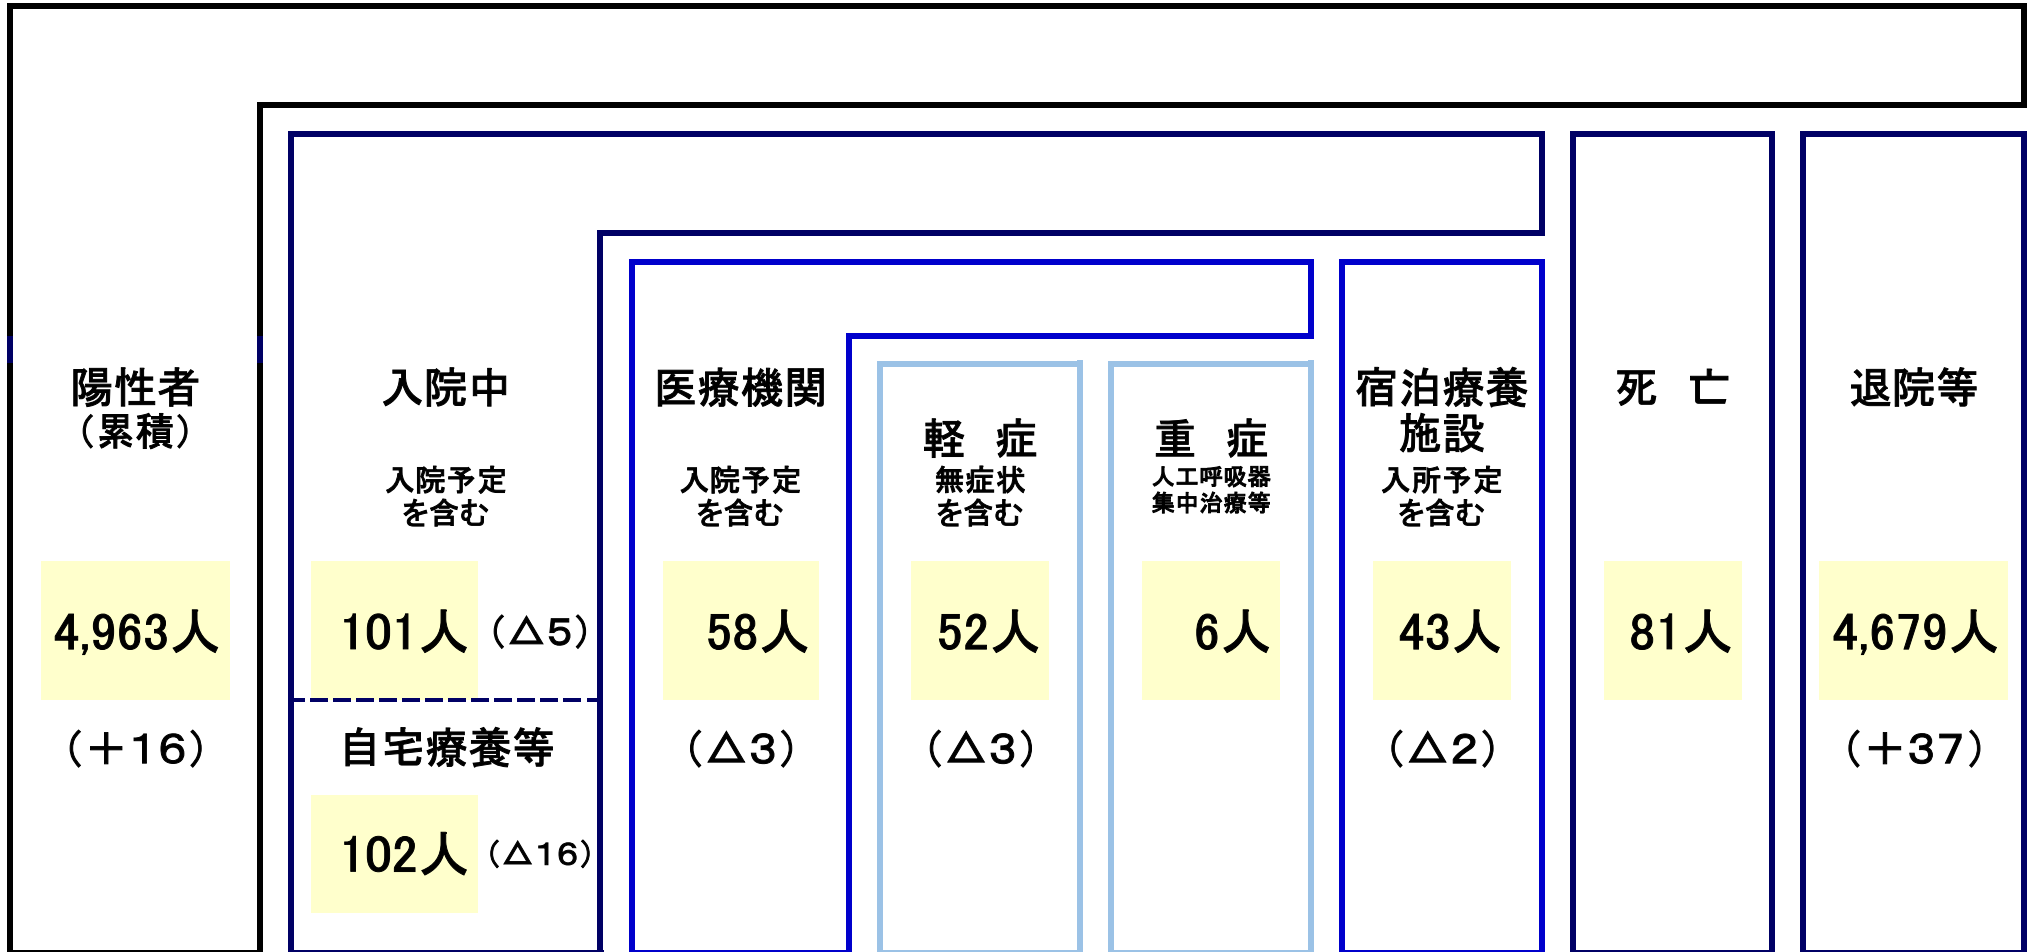 陽性者
（累積）
4,963人
（＋16）
入院中
入院予定
を含む
101人（△5）
自宅療養等
102人（△16）
医療機関
入院予定
を含む
58人
（△3）
軽　症
無症状
を含む
52人
（△3）
重　症
人工呼吸器
集中治療等
6人
宿泊療養
施設
入所予定
を含む
43人
（△2）
死　亡
81人
退院等
4,679人
（＋37）